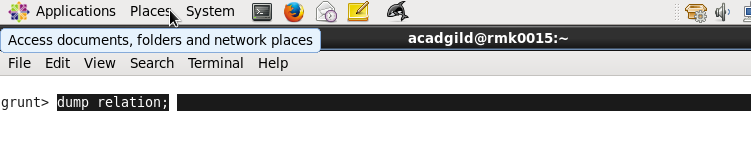 Applications Places System
Access documents, folders and network places
acadgild@rmk0015:~
File Edit View Search Terminal Help
grunt> dump relation;